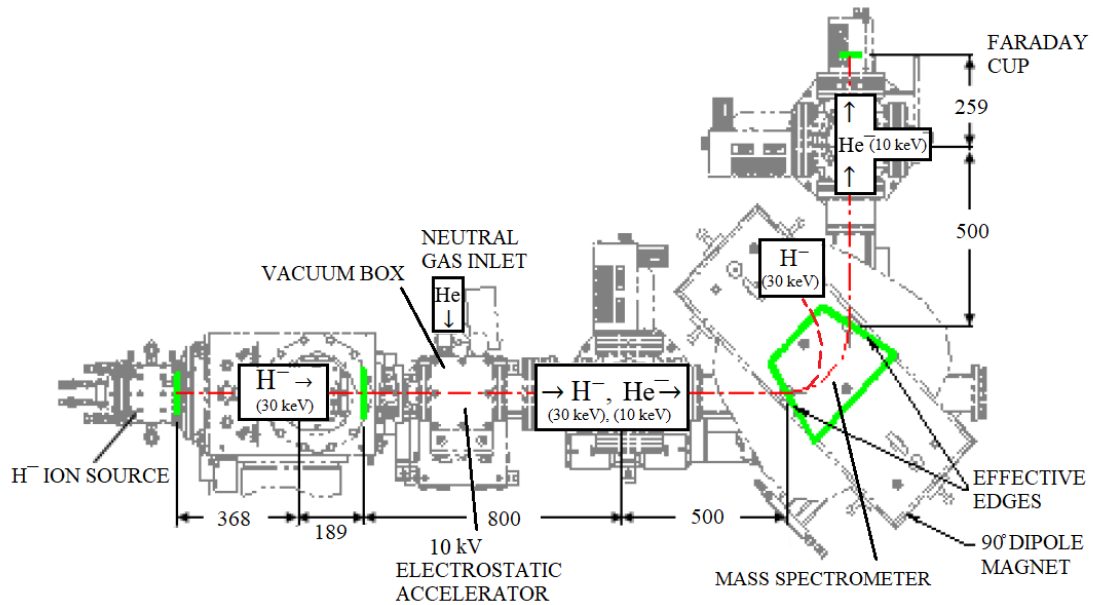 FARADAY
CUP
259
↑
He⁻(10 keV)
↑
500
NEUTRAL
GAS INLET
VACUUM BOX
He
↓
H⁻
(30 keV)
H⁻ →
(30 keV)
→ H⁻, He⁻→
(30 keV), (10 keV)
H⁻ ION SOURCE
EFFECTIVE
EDGES
368
189
800
500
10 kV
ELECTROSTATIC
ACCELERATOR
MASS SPECTROMETER
90° DIPOLE
MAGNET